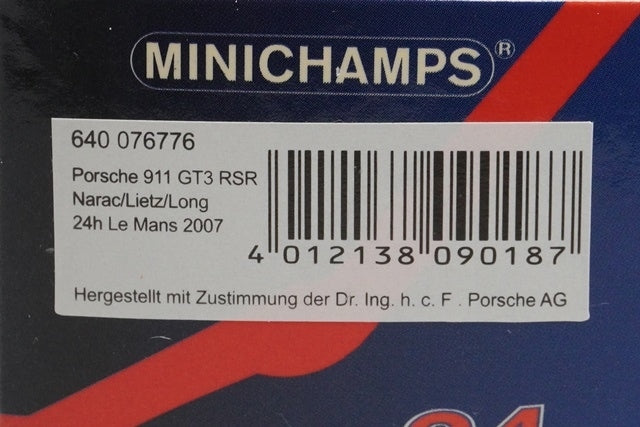 MINICHAMPS®
640 076776
Porsche 911 GT3 RSR
Narac/Lietz/Long
24h Le Mans 2007
4 012138 090187
Hergestellt mit Zustimmung der Dr. Ing. h. c. F . Porsche AG